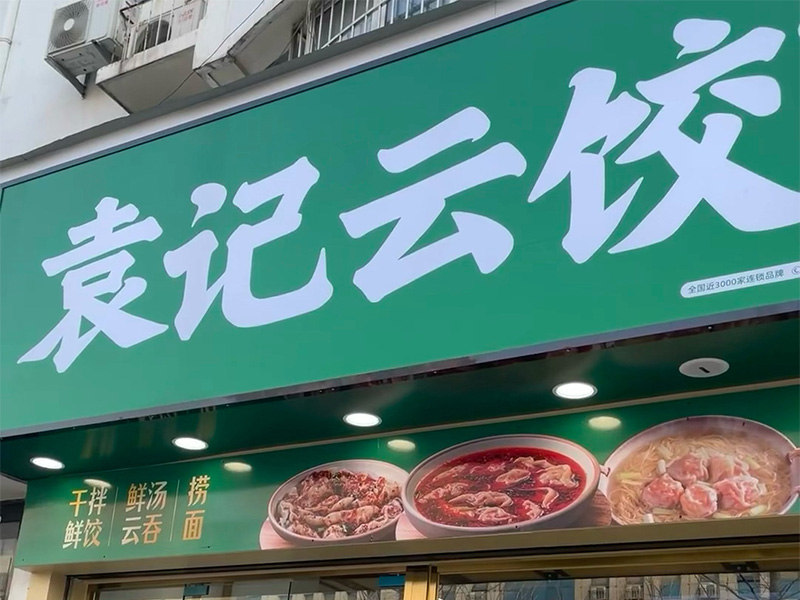 袁记云饺
全国近3000家连锁品牌
干拌 鲜汤 捞
鲜饺 云吞 面